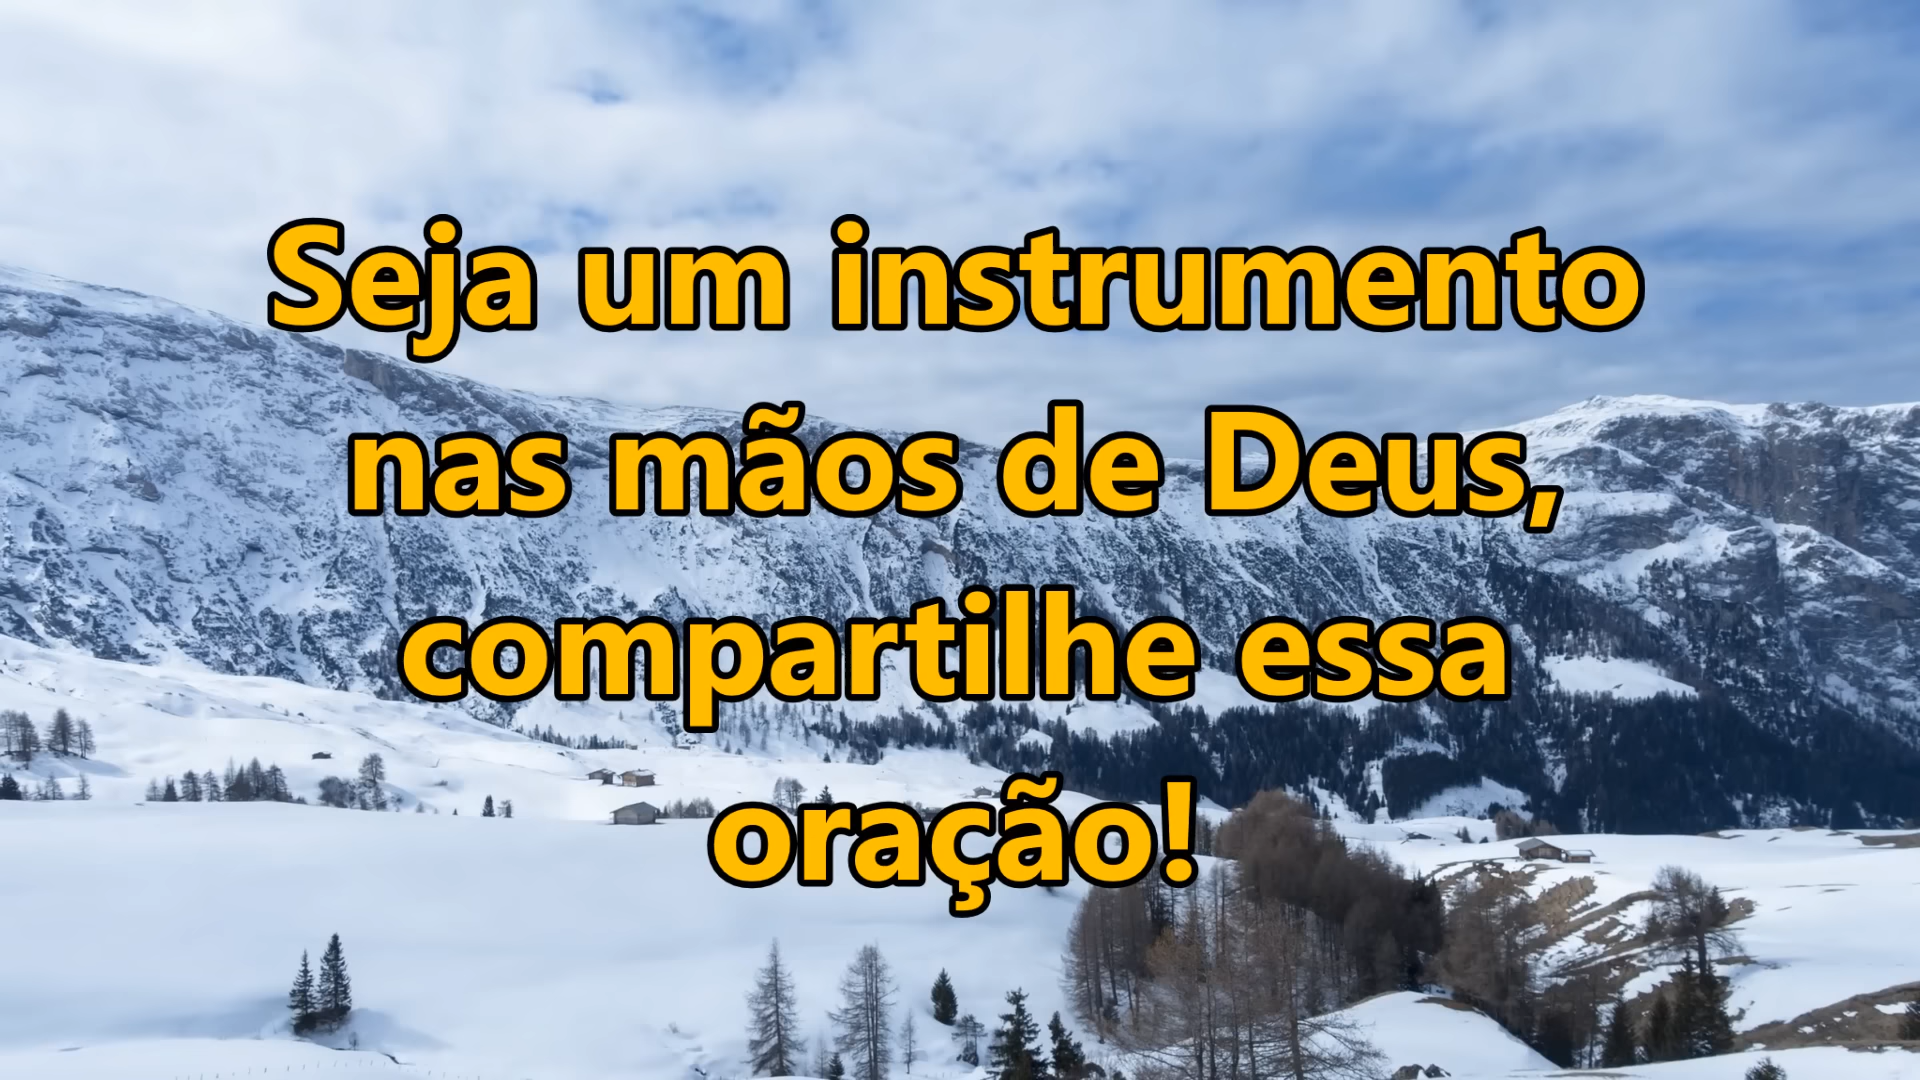 Seja um instrumento
nas mãos de Deus,
compartilhe essa
oração!